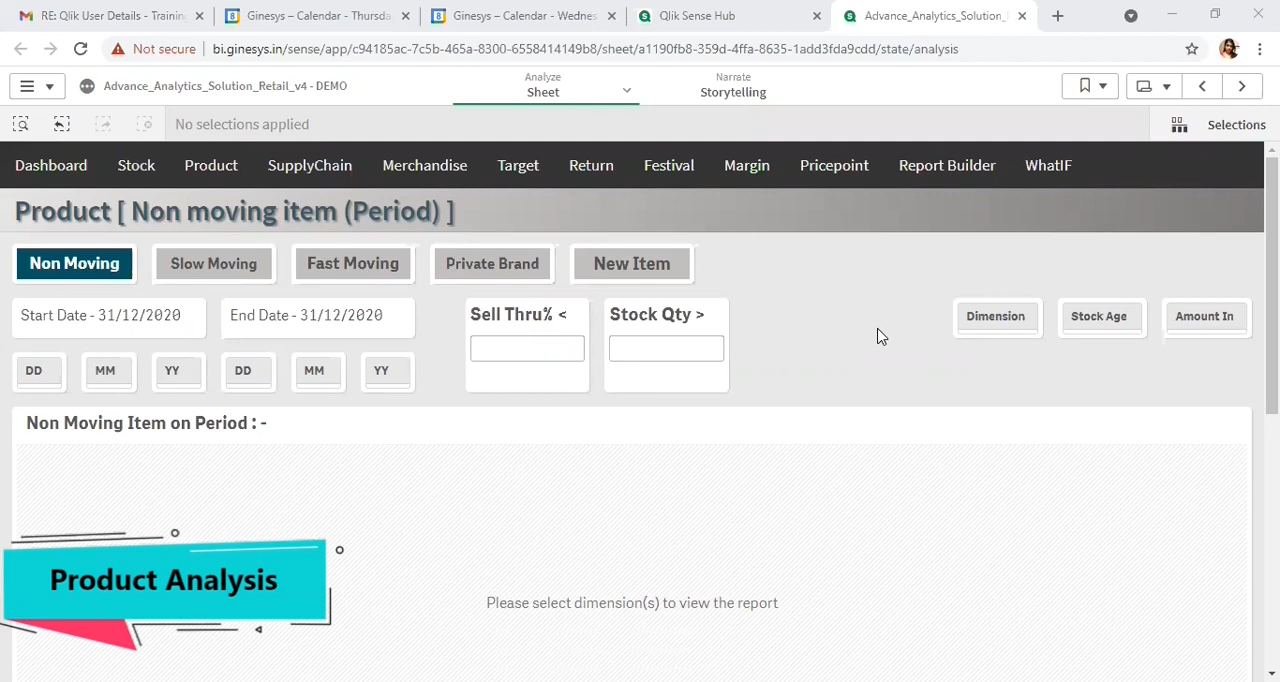 RE: Qlik User Details - Trainin
Ginesys – Calendar - Thursda
Ginesys – Calendar - Wednes
Qlik Sense Hub
Advance_Analytics_Solution_
Not secure
bi.ginesys.in/sense/app/c94185ac-7c5b-465a-8300-6958414149b8/sheet/a1190fb8-359d-4ffa-8635-1add3fda9cdd/state/analysis
Advance_Analytics_Solution_Retail_v4 - DEMO
Analyze
Sheet
Narrate
Storytelling
No selections applied
Selections
Dashboard Stock Product SupplyChain Merchandise Target Return Festival Margin Pricepoint Report Builder WhatIF
Product [ Non moving item (Period) ]
Non Moving Slow Moving Fast Moving Private Brand New Item
Start Date - 31/12/2020 End Date - 31/12/2020 Sell Thru% < Stock Qty > Dimension Stock Age Amount In
DD MM YY DD MM YY
Non Moving Item on Period : -
Product Analysis
Please select dimension(s) to view the report